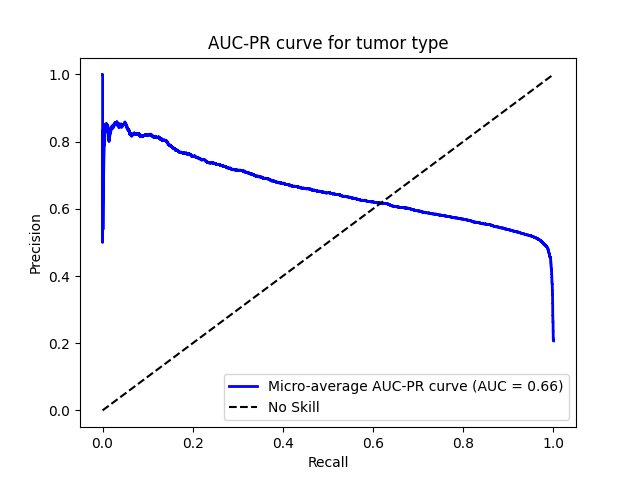 AUC-PR curve for tumor type
Precision
1.0
0.8
0.6
0.4
0.2
0.0
Micro-average AUC-PR curve (AUC = 0.66)
No Skill
0.0 0.2 0.4 0.6 0.8 1.0
Recall